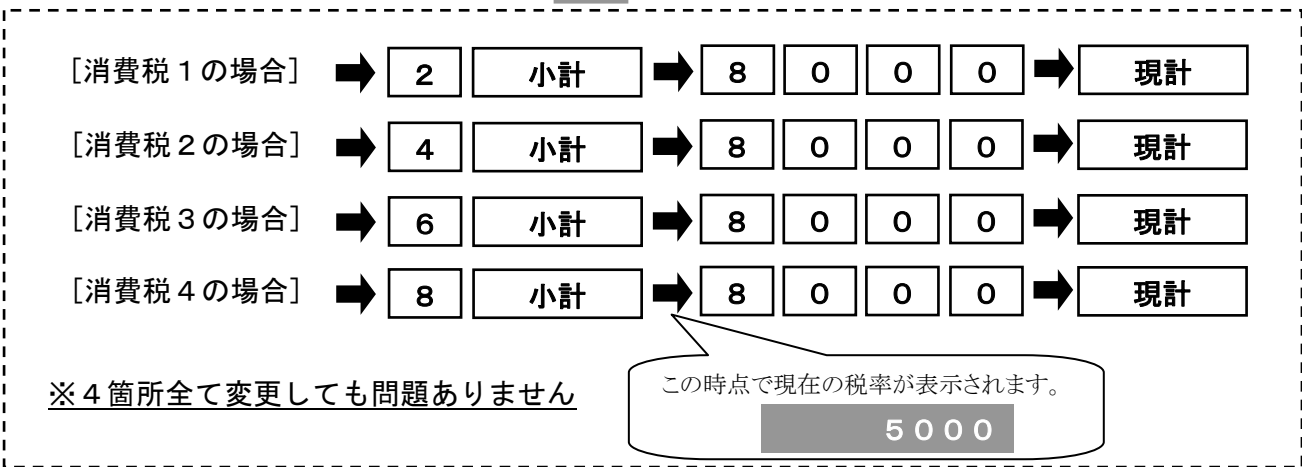 ［消費税１の場合］ ➡ ２ 小計 ➡ ８ ０ ０ ０ ➡ 現計
［消費税２の場合］ ➡ ４ 小計 ➡ ８ ０ ０ ０ ➡ 現計
［消費税３の場合］ ➡ ６ 小計 ➡ ８ ０ ０ ０ ➡ 現計
［消費税４の場合］ ➡ ８ 小計 ➡ ８ ０ ０ ０ ➡ 現計
この時点で現在の税率が表示されます。
※４箇所全て変更しても問題ありません
５０００